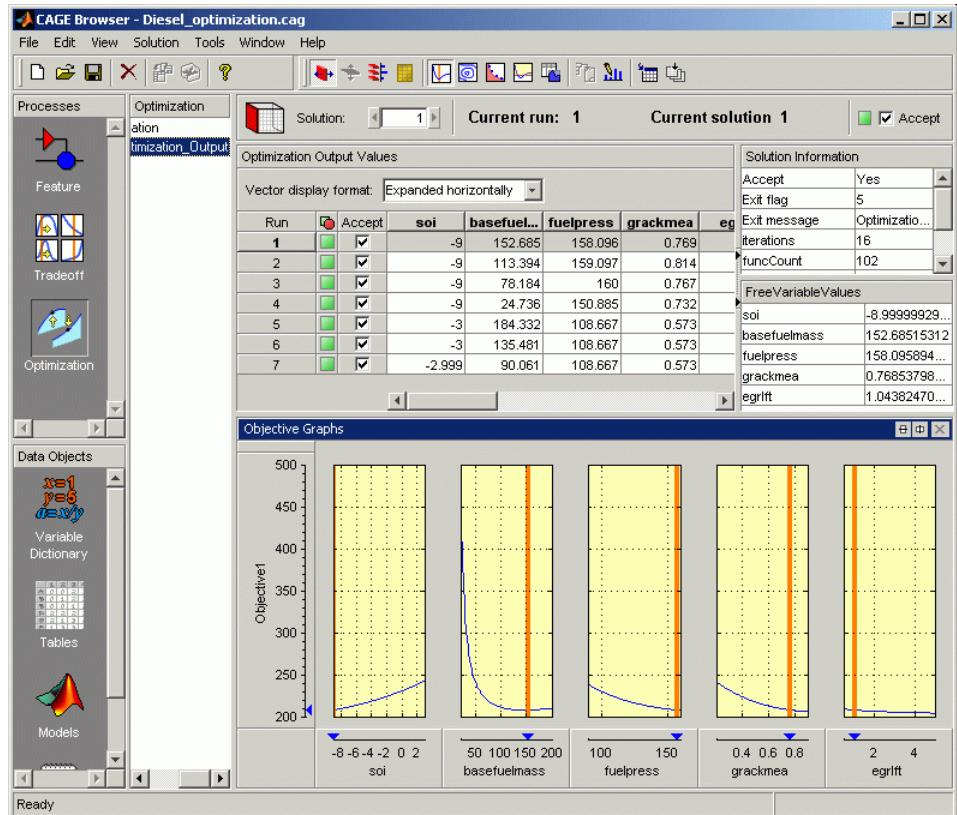 CAGE Browser - Diesel_optimization.cag
File Edit View Solution Tools Window Help
Processes
Feature
Tradeoff
Optimization
Data Objects
x=1
y=5
a=x/y
Variable
Dictionary
Tables
Models
Optimization
ation
timization_Output
Solution: 1 Current run: 1 Current solution 1 Accept
Optimization Output Values
Vector display format: Expanded horizontally
Run Accept soi basefuel... fuelpress grackmea eg
1 -9 152.685 158.096 0.769
2 -9 113.394 159.097 0.814
3 -9 78.184 160 0.767
4 -9 24.736 150.885 0.732
5 -3 184.332 108.667 0.573
6 -3 135.481 108.667 0.573
7 -2.999 90.061 108.667 0.573
Solution Information
Accept Yes
Exit flag 5
Exit message Optimizatio...
iterations 16
funcCount 102
FreeVariableValues
soi -8.99999929...
basefuelmass 152.68515312
fuelpress 158.095894...
grackmea 0.76853798...
egrlft 1.04382470...
Objective Graphs
Objective1
500
450
400
350
300
250
200
-8 -6 -4 -2 0 2
soi
50 100 150 200
basefuelmass
100 150
fuelpress
0.4 0.6 0.8
grackmea
2 4
egrlft
Ready